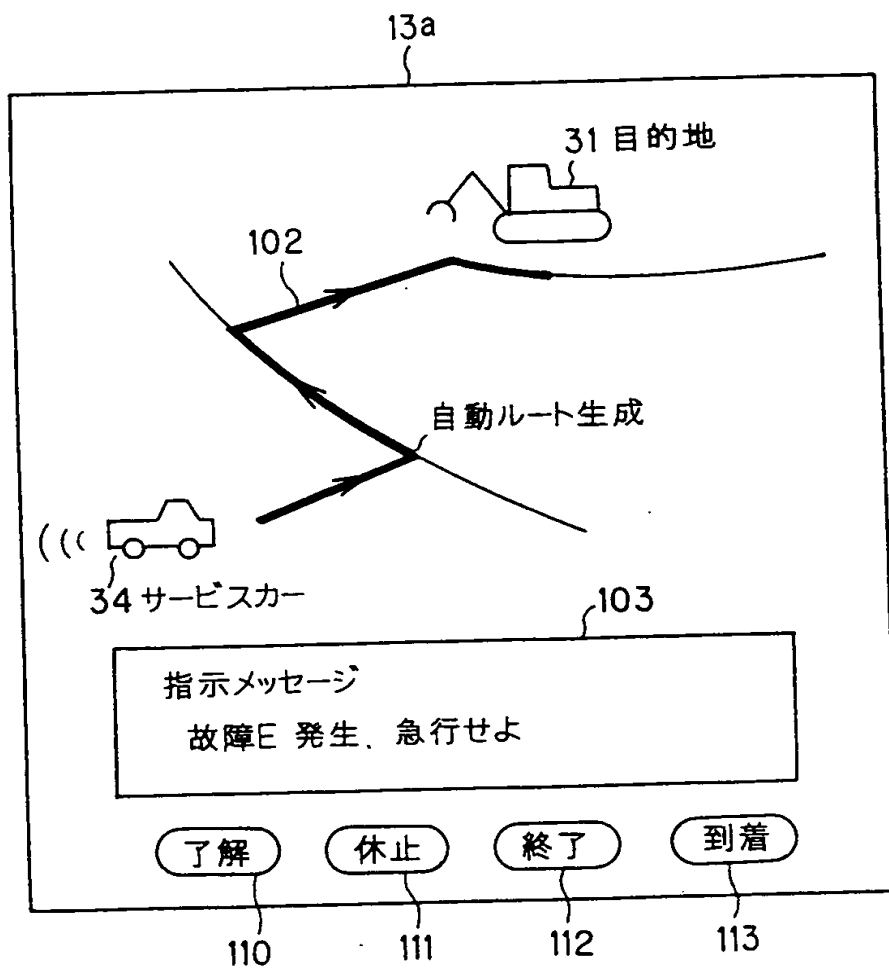 13a
31 目的地
102
自動ルート生成
34 サービスカー
103
指示メッセージ
故障E 発生、急行せよ
了解 休止 終了 到着
110 111 112 113